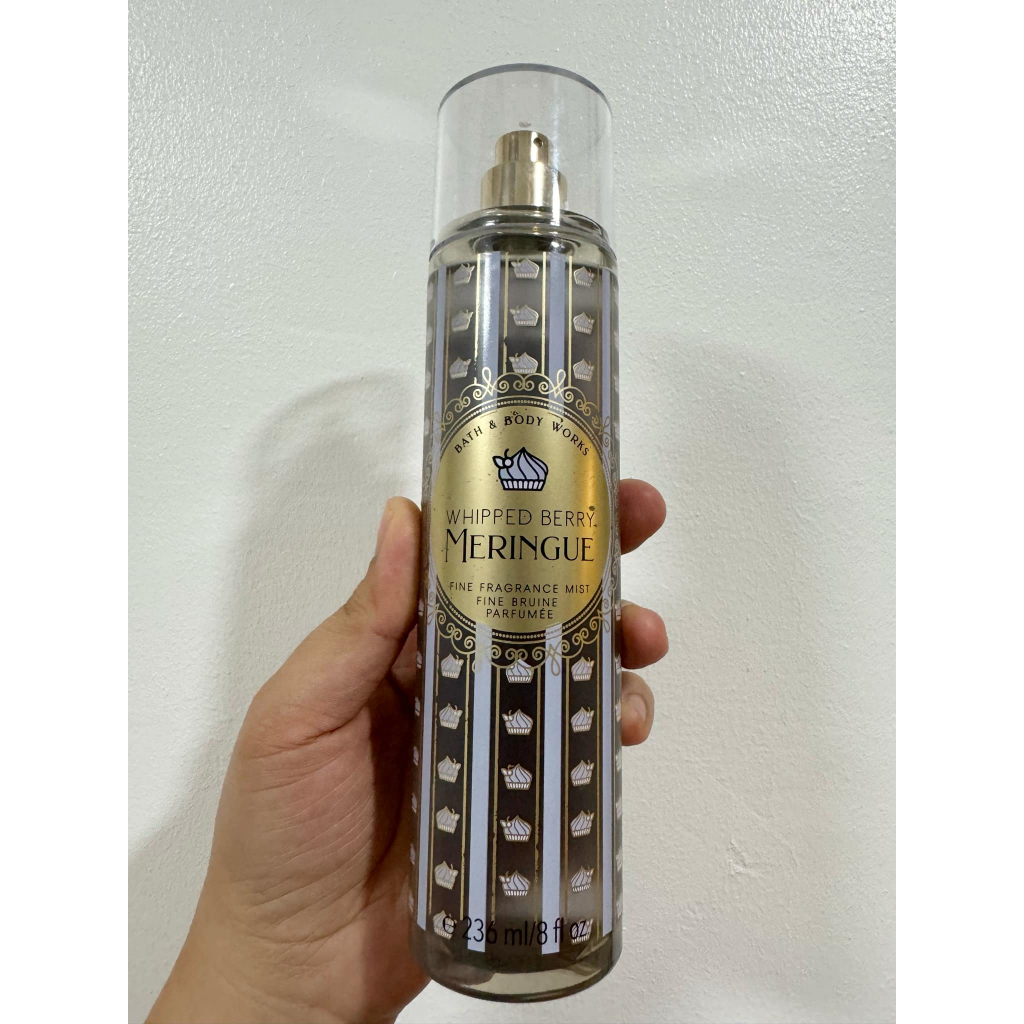 BATH & BODY WORKS
WHIPPED BERRY
MERINGUE
FINE FRAGRANCE MIST
FINE BRUINE
PARFUMÉE
℮ 236 ml/8 fl oz